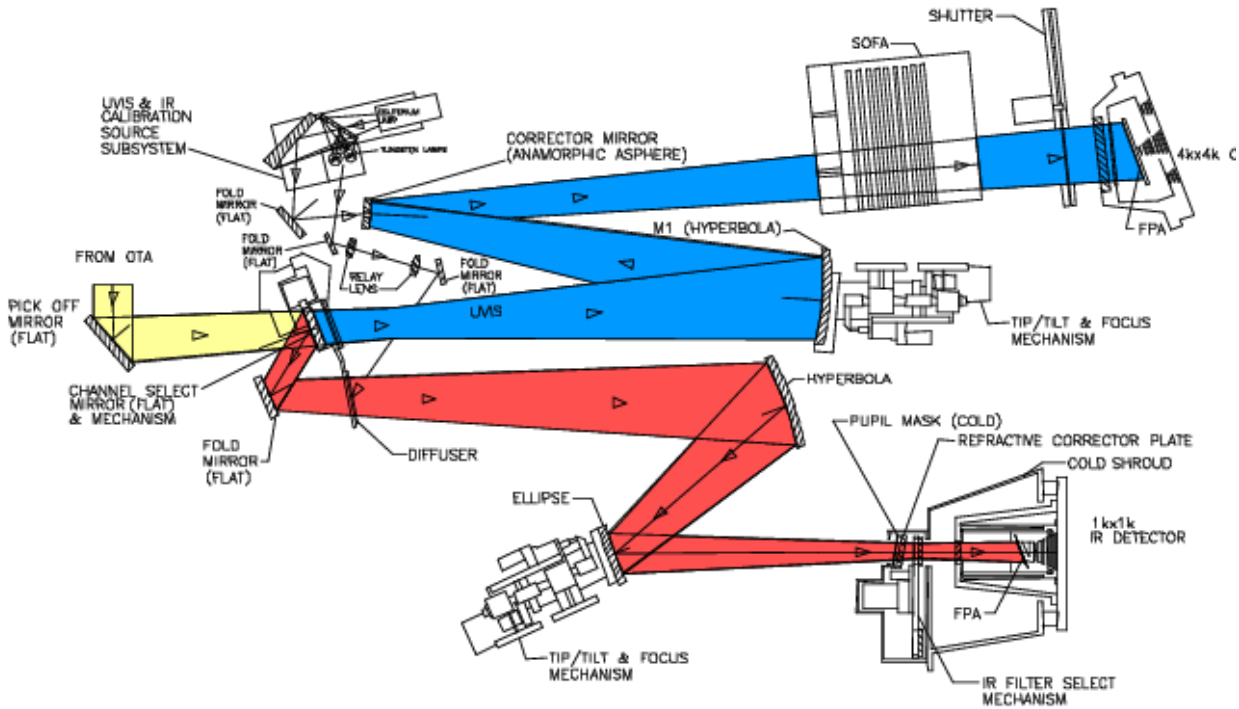 SHUTTER
SOFA
UVIS & IR
CALIBRATION
SOURCE
SUBSYSTEM
DEUTERIUM
LAMP
TUNGSTEN LAMPS
CORRECTOR MIRROR
(ANAMORPHIC ASPHERE)
4kx4k C
FOLD
MIRROR
(FLAT)
FPA
M1 (HYPERBOLA)
FOLD
MIRROR
(FLAT)
RELAY
LENS
FOLD
MIRROR
(FLAT)
FROM OTA
PICK OFF
MIRROR
(FLAT)
UVIS
TIP/TILT & FOCUS
MECHANISM
CHANNEL SELECT
MIRROR (FLAT)
& MECHANISM
HYPERBOLA
FOLD
MIRROR
(FLAT)
DIFFUSER
PUPIL MASK (COLD)
REFRACTIVE CORRECTOR PLATE
COLD SHROUD
ELLIPSE
1kx1k
IR DETECTOR
FPA
TIP/TILT & FOCUS
MECHANISM
IR FILTER SELECT
MECHANISM